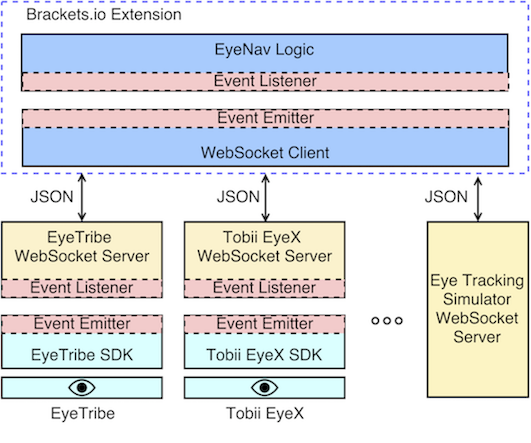 Brackets.io Extension
EyeNav Logic
Event Listener
Event Emitter
WebSocket Client
JSON
JSON
JSON
EyeTribe
WebSocket Server
Event Listener
Event Emitter
EyeTribe SDK
EyeTribe
Tobii EyeX
WebSocket Server
Event Listener
Event Emitter
Tobii EyeX SDK
Tobii EyeX
Eye Tracking
Simulator
WebSocket
Server